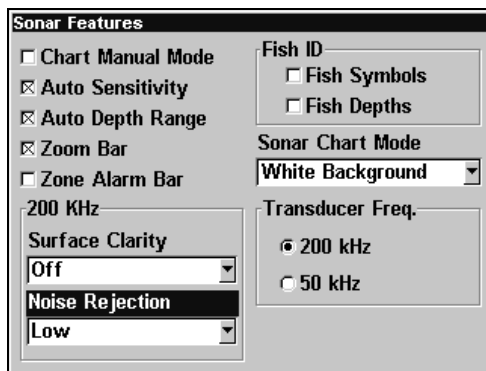 Sonar Features
Chart Manual Mode
Auto Sensitivity
Auto Depth Range
Zoom Bar
Zone Alarm Bar
200 KHz
Surface Clarity
Off
Noise Rejection
Low
Fish ID
Fish Symbols
Fish Depths
Sonar Chart Mode
White Background
Transducer Freq.
200 kHz
50 kHz